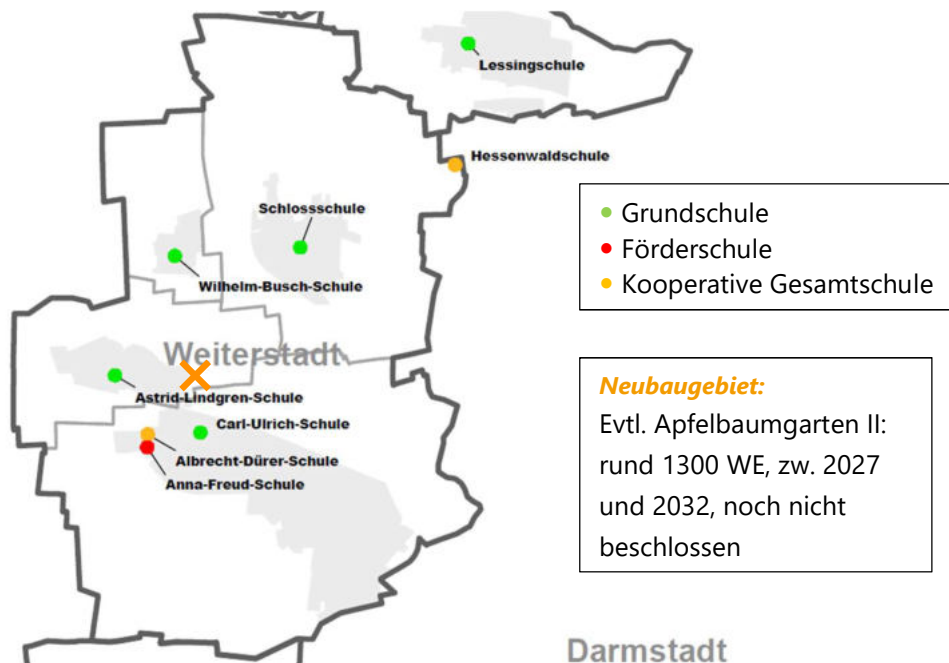 Lessingschule
Hessenwaldschule
Schlossschule
Wilhelm-Busch-Schule
Weiterstadt
Astrid-Lindgren-Schule
Carl-Ulrich-Schule
Albrecht-Dürer-Schule
Anna-Freud-Schule
Darmstadt
Grundschule
Förderschule
Kooperative Gesamtschule
Neubaugebiet:
Evtl. Apfelbaumgarten II:
rund 1300 WE, zw. 2027
und 2032, noch nicht
beschlossen